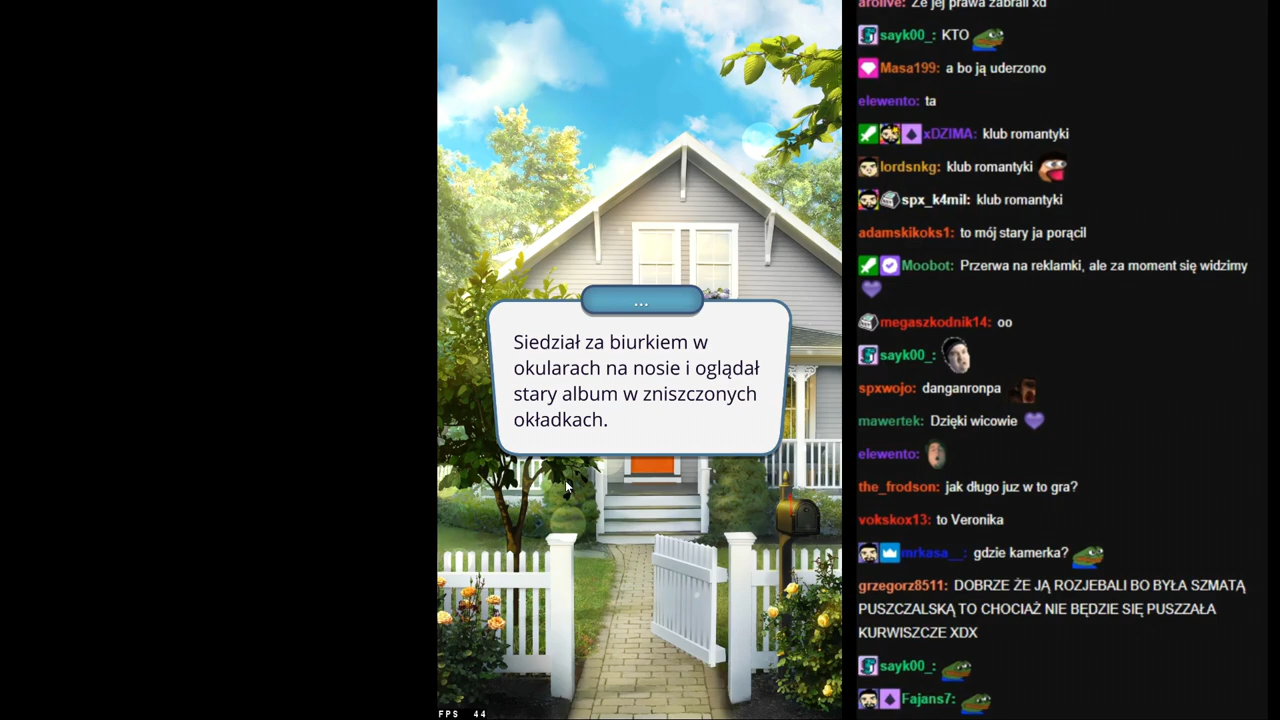 ...
Siedział za biurkiem w
okularach na nosie i oglądał
stary album w zniszczonych
okładkach.
FPS 44
arolive: Że jej prawa zabrali xd
sayk00_: KTO
Masa199: a bo ją uderzono
elewento: ta
xDZIMA: klub romantyki
lordsnkg: klub romantyki
spx_k4mil: klub romantyki
adamskikoks1: to mój stary ja porącil
Moobot: Przerwa na reklamki, ale za moment się widzimy
megaszkodnik14: oo
sayk00_:
spxwojo: danganronpa
mawertek: Dzięki wicowie
elewento:
the_frodson: jak długo juz w to gra?
vokskox13: to Veronika
mrkasa__: gdzie kamerka?
grzegorz8511: DOBRZE ŻE JĄ ROZJEBALI BO BYŁA SZMATĄ
PUSZCZALSKĄ TO CHOCIAŻ NIE BĘDZIE SIĘ PUSZZAŁA
KURWISZCZE XDX
sayk00_:
Fajans7: